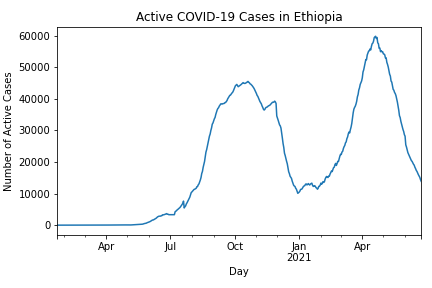 Active COVID-19 Cases in Ethiopia
Number of Active Cases
60000
50000
40000
30000
20000
10000
0
Apr
Jul
Oct
Jan
2021
Apr
Day